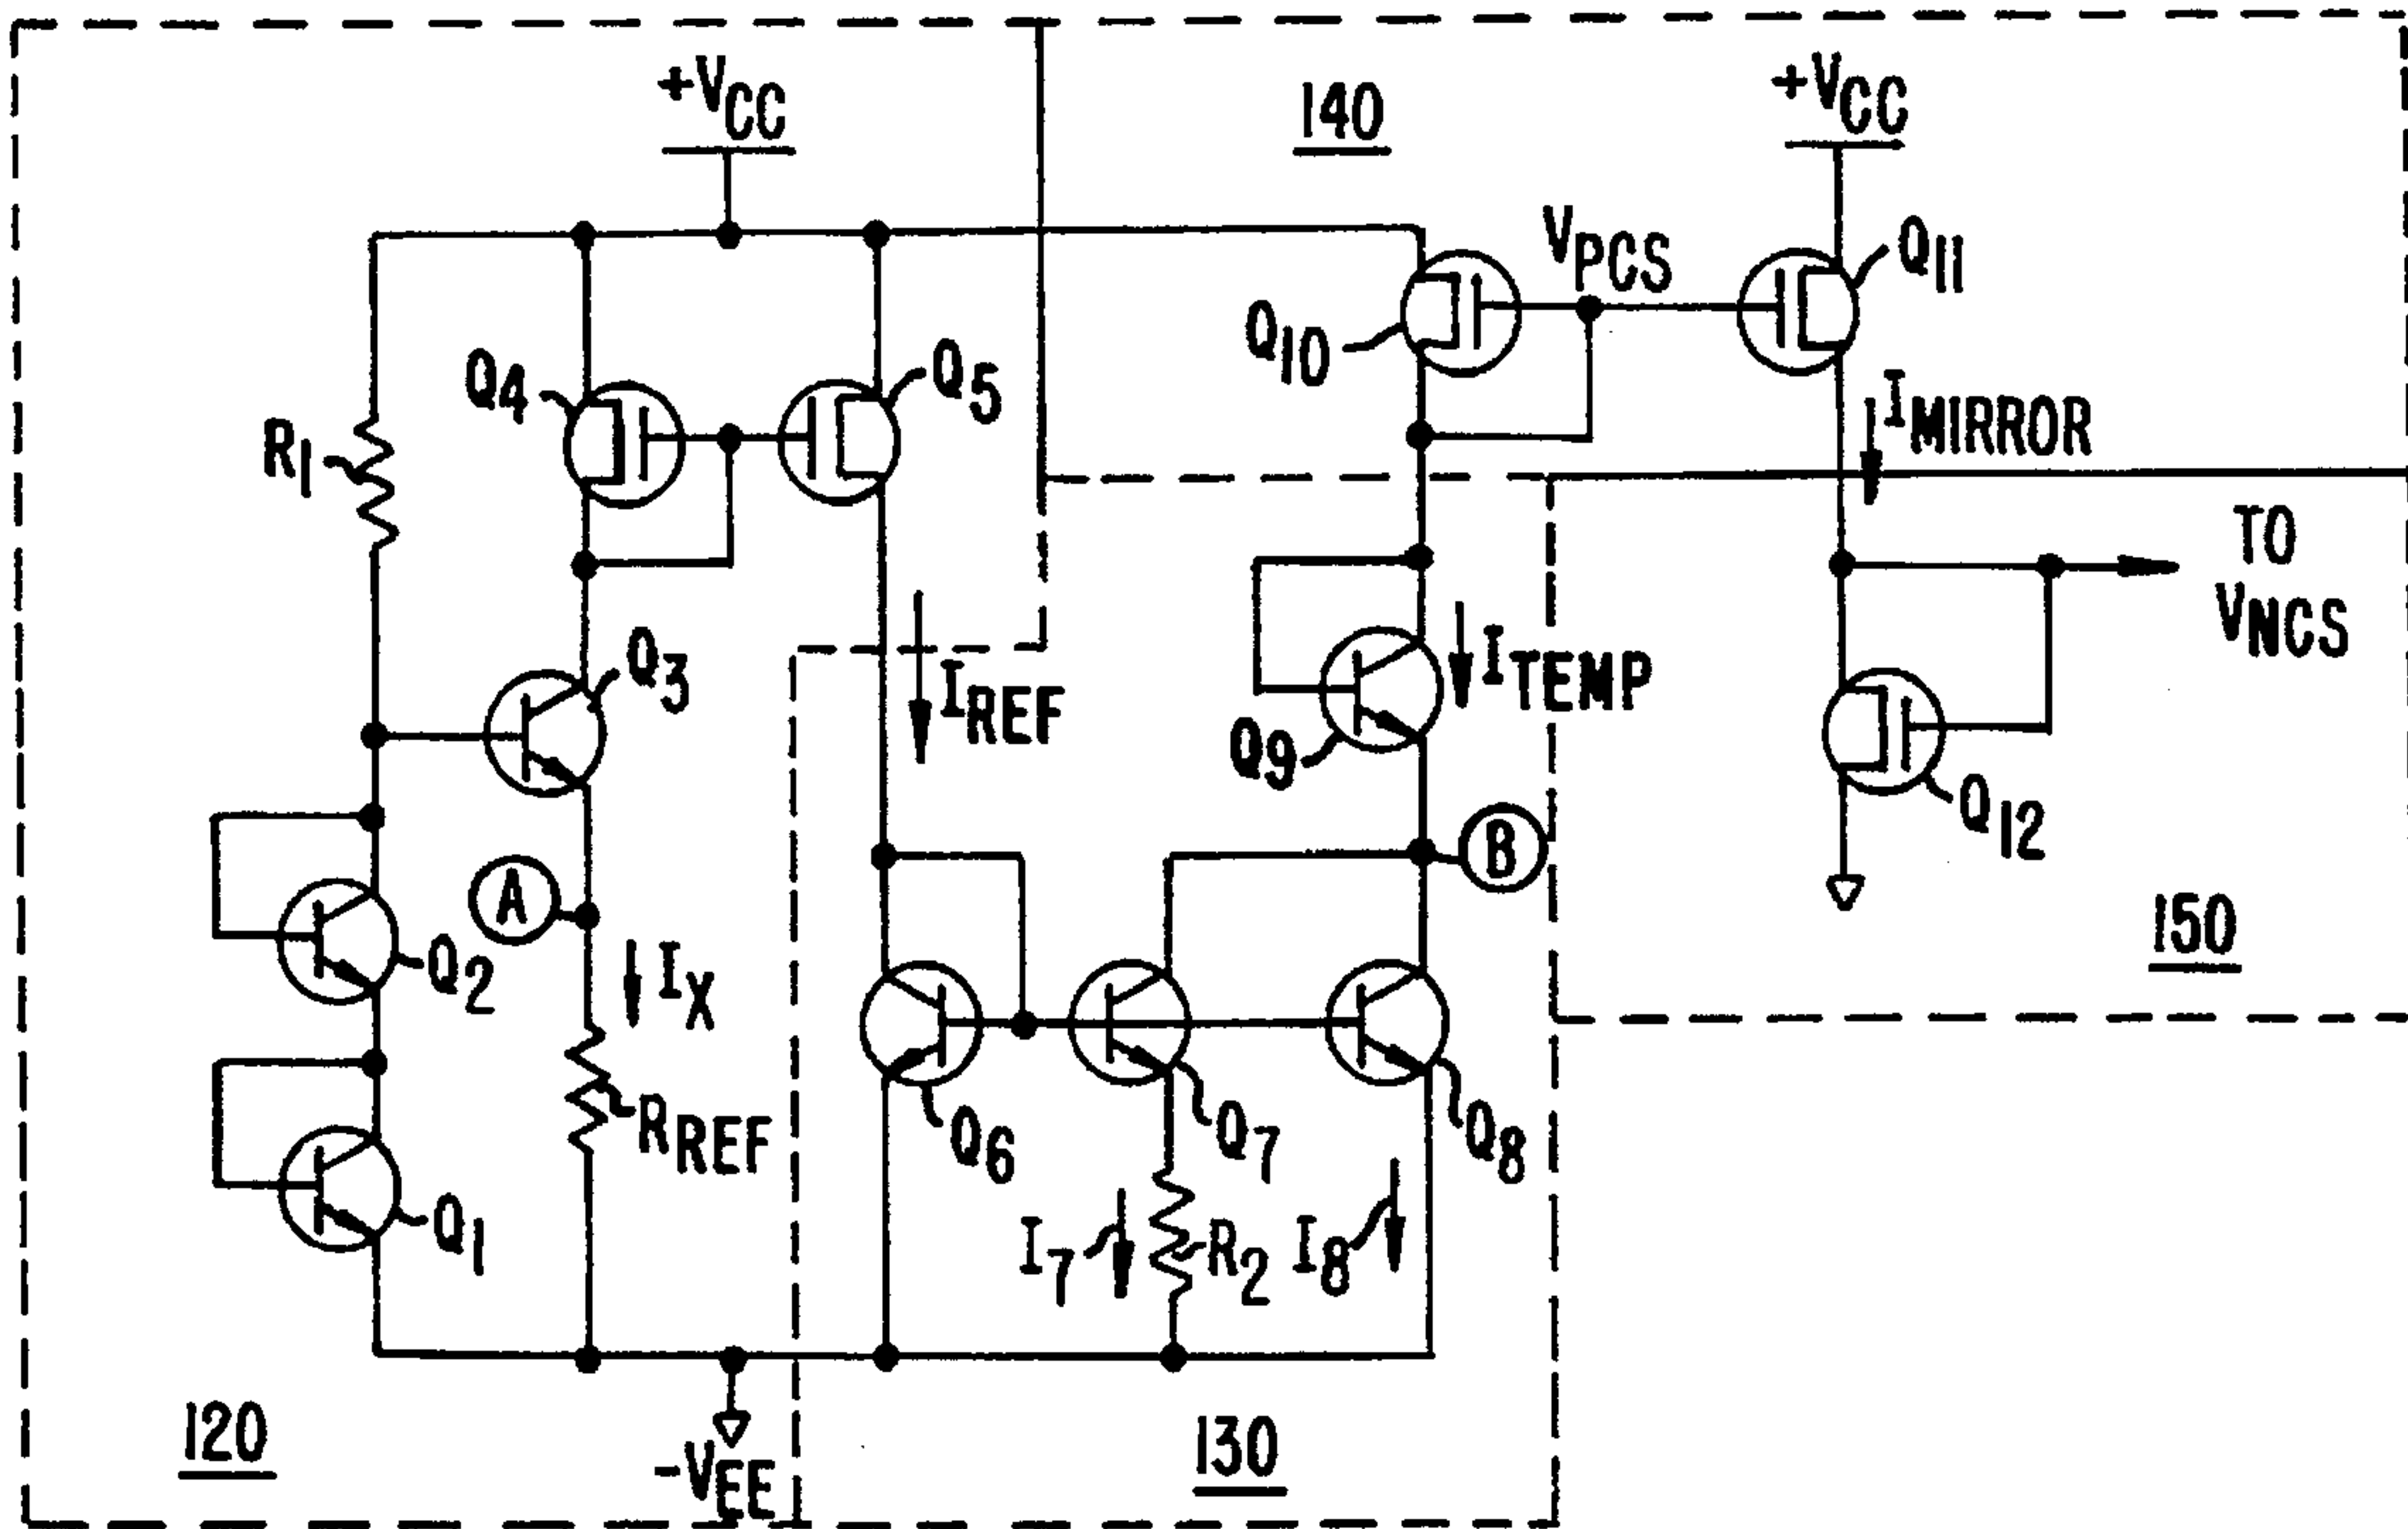 +VCC
140
+VCC
VPCS
Q11
Q10
Q4
Q5
IMIRROR
R1
TO
VNCS
Q3
IREF
ITEMP
Q9
Q12
B
A
150
Q2
IX
RREF
Q6
Q7
Q8
Q1
I7
R2
I8
120
130
-VEE